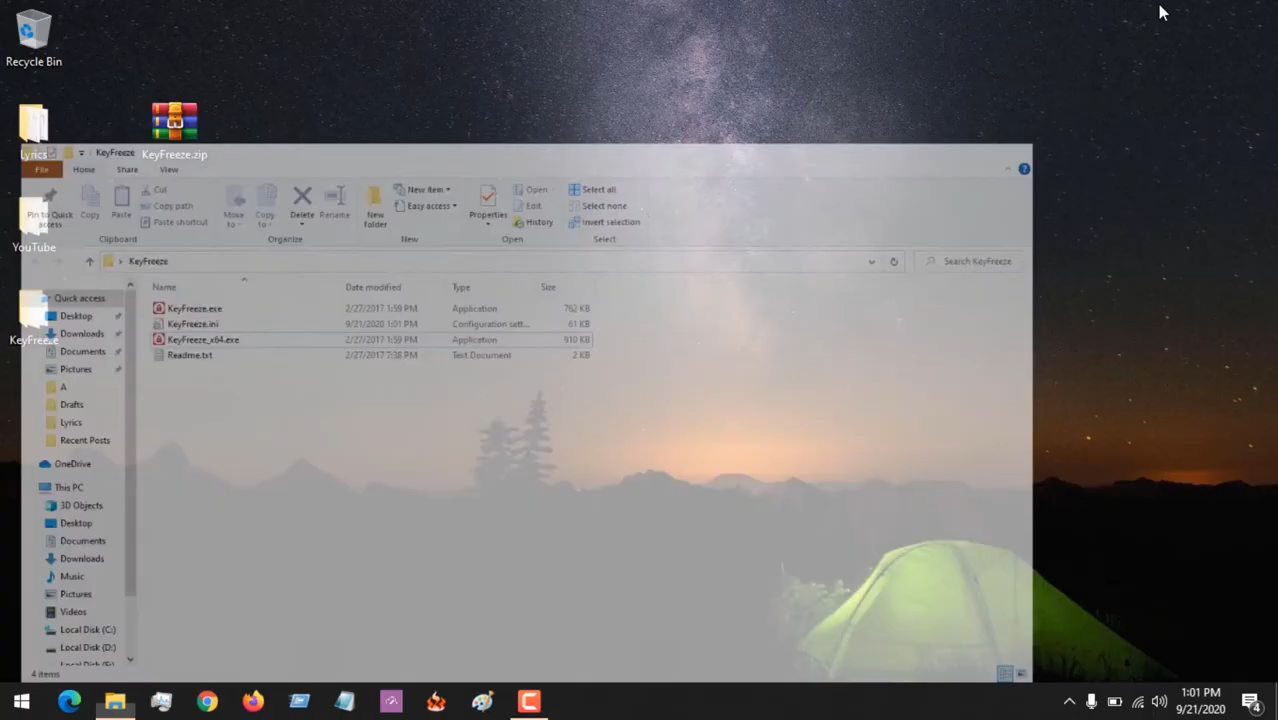 Recycle Bin
Lyrics
KeyFreeze.zip
YouTube
KeyFreeze
KeyFreeze
File
Home
Share
View
Pin to Quick
access
Copy
Paste
Cut
Copy path
Paste shortcut
Clipboard
Move
to
Copy
to
Delete
Rename
Organize
New
folder
New item
Easy access
New
Properties
Open
Edit
History
Open
Select all
Select none
Invert selection
Select
KeyFreeze
Search KeyFreeze
Name
Date modified
Type
Size
KeyFreeze.exe 2/27/2017 1:59 PM Application 762 KB
KeyFreeze.ini 9/21/2020 1:01 PM Configuration sett... 61 KB
KeyFreeze_x64.exe 2/27/2017 1:59 PM Application 910 KB
Readme.txt 2/27/2017 7:38 PM Text Document 2 KB
Quick access
Desktop
Downloads
Documents
Pictures
A
Drafts
Lyrics
Recent Posts
OneDrive
This PC
3D Objects
Desktop
Documents
Downloads
Music
Pictures
Videos
Local Disk (C:)
Local Disk (D:)
4 items
1:01 PM
9/21/2020
4